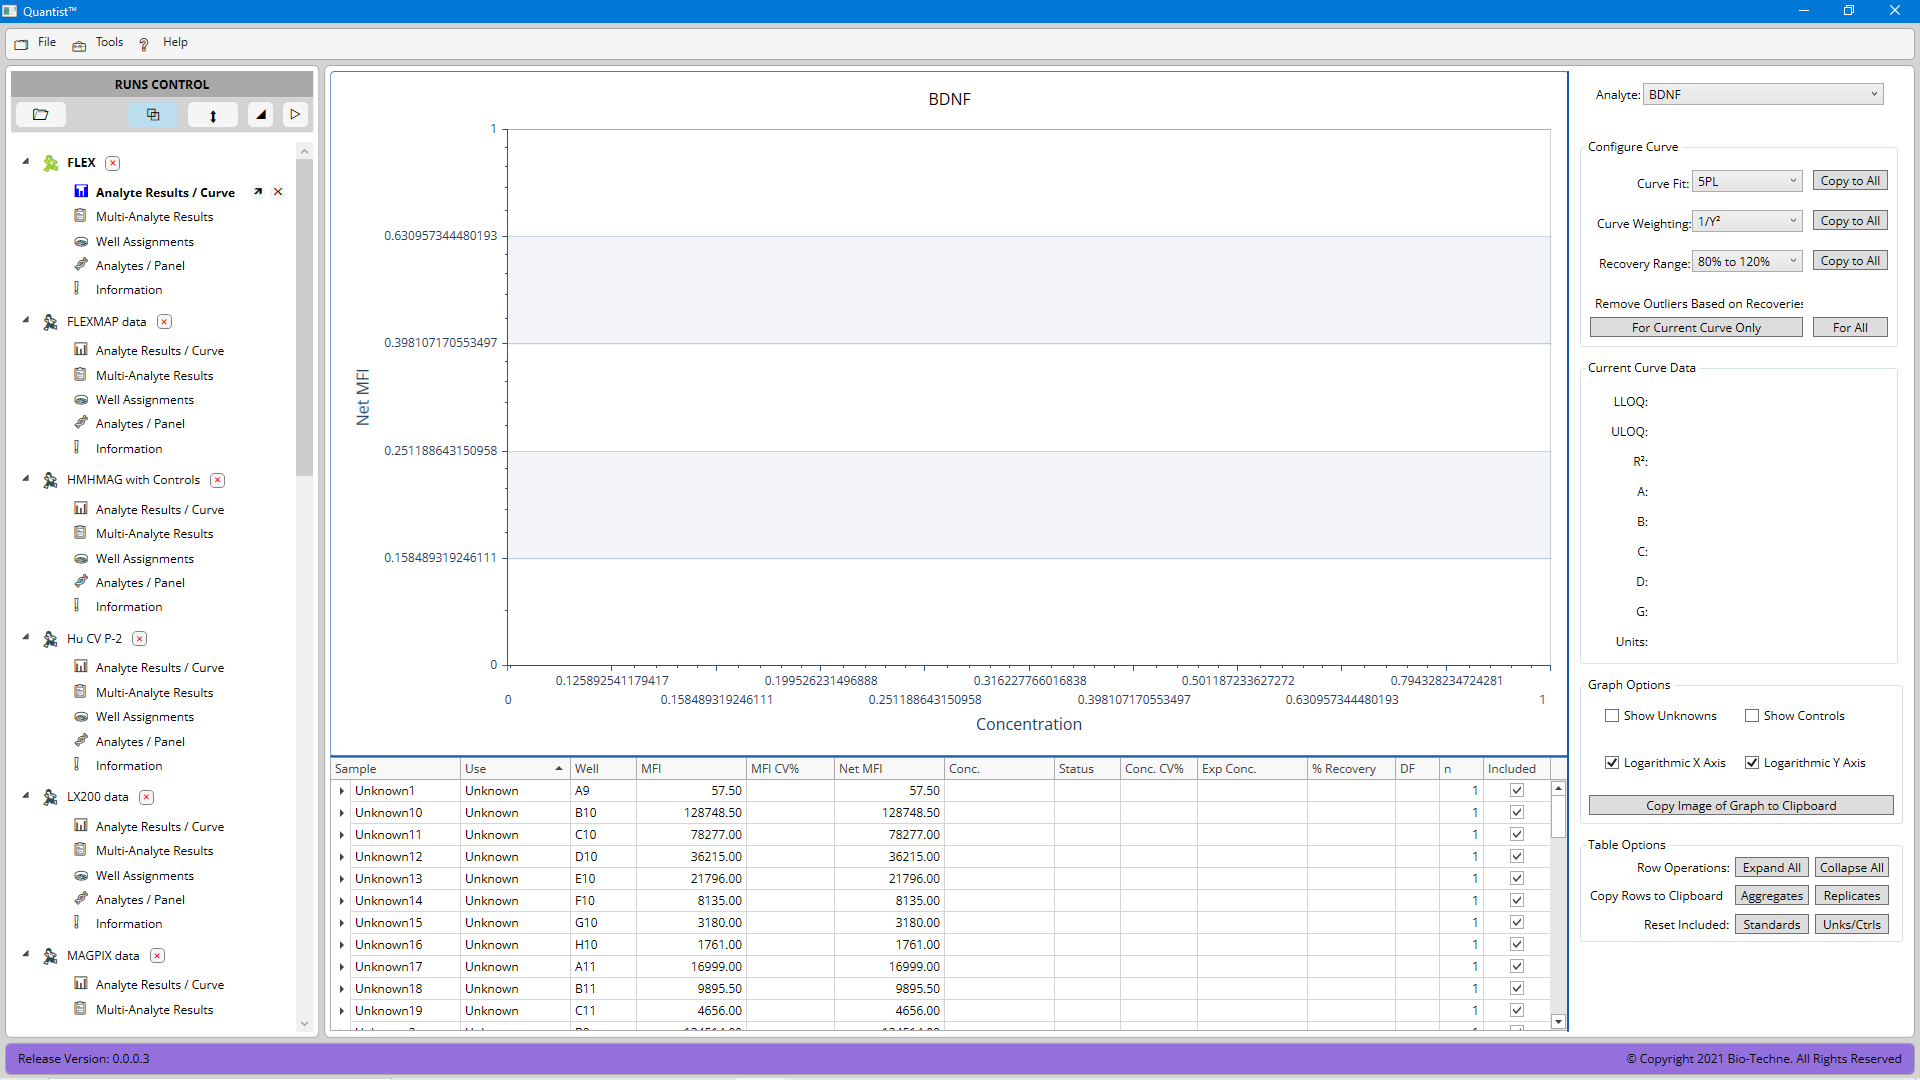 Quantist™
File Tools Help
RUNS CONTROL
FLEX
Analyte Results / Curve
Multi-Analyte Results
Well Assignments
Analytes / Panel
Information
FLEXMAP data
Analyte Results / Curve
Multi-Analyte Results
Well Assignments
Analytes / Panel
Information
HMHMAG with Controls
Analyte Results / Curve
Multi-Analyte Results
Well Assignments
Analytes / Panel
Information
Hu CV P-2
Analyte Results / Curve
Multi-Analyte Results
Well Assignments
Analytes / Panel
Information
LX200 data
Analyte Results / Curve
Multi-Analyte Results
Well Assignments
Analytes / Panel
Information
MAGPIX data
Analyte Results / Curve
Multi-Analyte Results
BDNF
1
0.630957344480193
0.398107170553497
0.251188643150958
0.158489319246111
0
Net MFI
0.125892541179417 0.199526231496888 0.316227766016838 0.501187233627272 0.794328234724281
0 0.158489319246111 0.251188643150958 0.398107170553497 0.630957344480193 1
Concentration
Sample Use Well MFI MFI CV% Net MFI Conc. Status Conc. CV% Exp Conc. % Recovery DF n Included
Unknown1 Unknown A9 57.50 57.50 1
Unknown10 Unknown B10 128748.50 128748.50 1
Unknown11 Unknown C10 78277.00 78277.00 1
Unknown12 Unknown D10 36215.00 36215.00 1
Unknown13 Unknown E10 21796.00 21796.00 1
Unknown14 Unknown F10 8135.00 8135.00 1
Unknown15 Unknown G10 3180.00 3180.00 1
Unknown16 Unknown H10 1761.00 1761.00 1
Unknown17 Unknown A11 16999.00 16999.00 1
Unknown18 Unknown B11 9895.50 9895.50 1
Unknown19 Unknown C11 4656.00 4656.00 1
Analyte: BDNF
Configure Curve
Curve Fit: 5PL Copy to All
Curve Weighting: 1/Y² Copy to All
Recovery Range: 80% to 120% Copy to All
Remove Outliers Based on Recoveries
For Current Curve Only For All
Current Curve Data
LLOQ:
ULOQ:
R²:
A:
B:
C:
D:
G:
Units:
Graph Options
Show Unknowns Show Controls
Logarithmic X Axis Logarithmic Y Axis
Copy Image of Graph to Clipboard
Table Options
Row Operations: Expand All Collapse All
Copy Rows to Clipboard Aggregates Replicates
Reset Included: Standards Unks/Ctrls
Release Version: 0.0.0.3
© Copyright 2021 Bio-Techne. All Rights Reserved